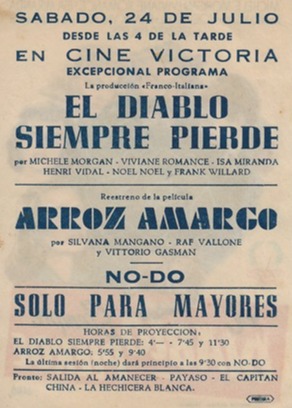 SABADO, 24 DE JULIO
DESDE LAS 4 DE LA TARDE
EN CINE VICTORIA
EXCEPCIONAL PROGRAMA
La producción «Franco-Italiana»
EL DIABLO
SIEMPRE PIERDE
por MICHELE MORGAN - VIVIANE ROMANCE - ISA MIRANDA
HENRI VIDAL - NOEL NOEL y FRANK WILLARD
Reestreno de la película
ARROZ AMARGO
por SILVANA MANGANO - RAF VALLONE
y VITTORIO GASMAN
NO-DO
SOLO PARA MAYORES
HORAS DE PROYECCION:
EL DIABLO SIEMPRE PIERDE: 4'— - 7'45 y 11'30
ARROZ AMARGO: 5'55 y 9'40
La última sesión (noche) dará principio a las 9'30 con NO-DO
Pronto: SALIDA AL AMANECER - PAYASO - EL CAPITAN
CHINA - LA HECHICERA BLANCA.